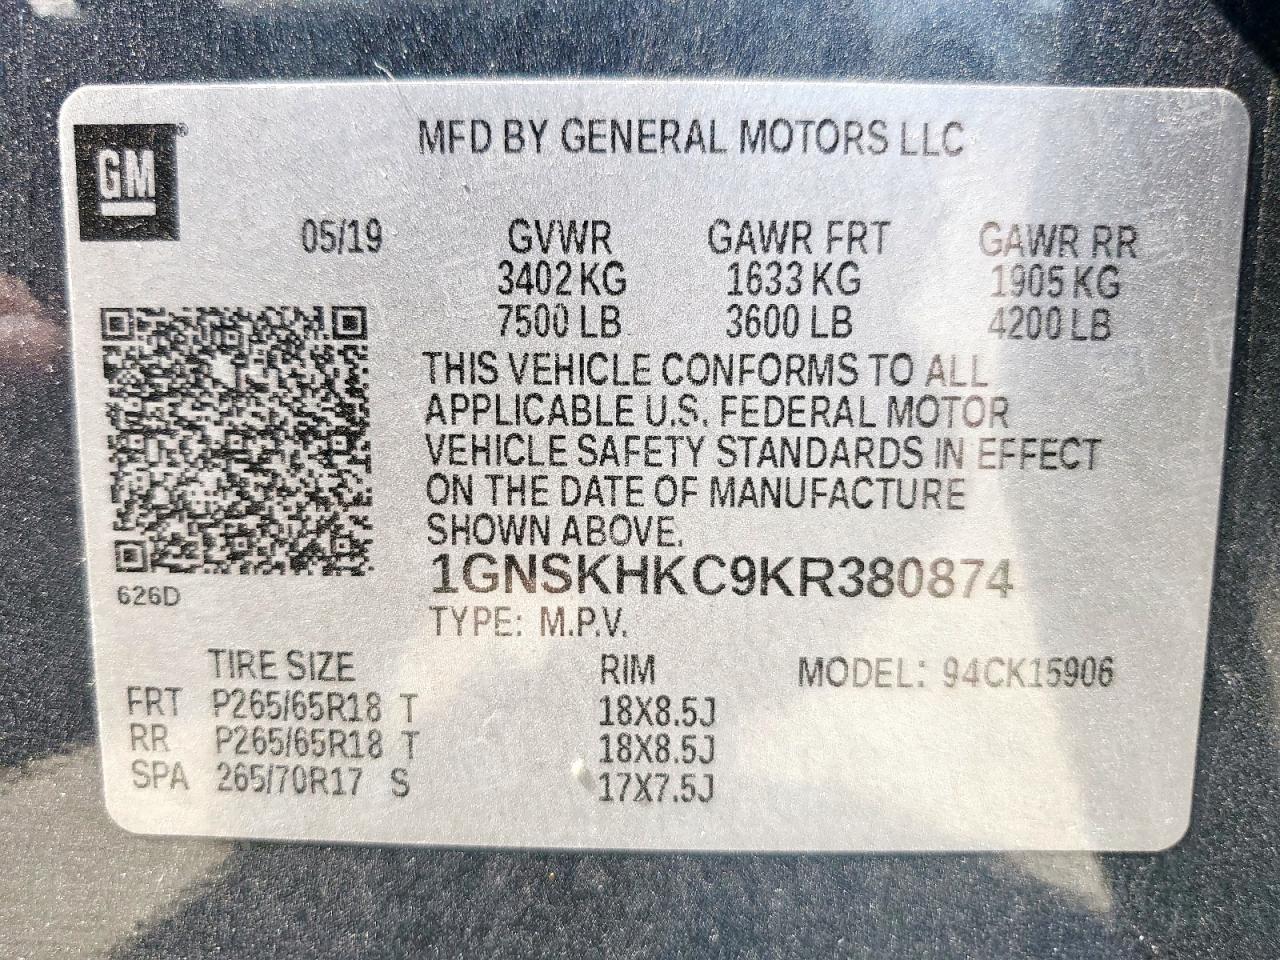 GM®
MFD BY GENERAL MOTORS LLC
05/19 GVWR GAWR FRT GAWR RR
3402 KG 1633 KG 1905 KG
7500 LB 3600 LB 4200 LB
THIS VEHICLE CONFORMS TO ALL
APPLICABLE U.S. FEDERAL MOTOR
VEHICLE SAFETY STANDARDS IN EFFECT
ON THE DATE OF MANUFACTURE
SHOWN ABOVE.
1GNSKHKC9KR380874
626D
TYPE: M.P.V.
TIRE SIZE RIM MODEL: 94CK15906
FRT P265/65R18 T 18X8.5J
RR P265/65R18 T 18X8.5J
SPA 265/70R17 S 17X7.5J